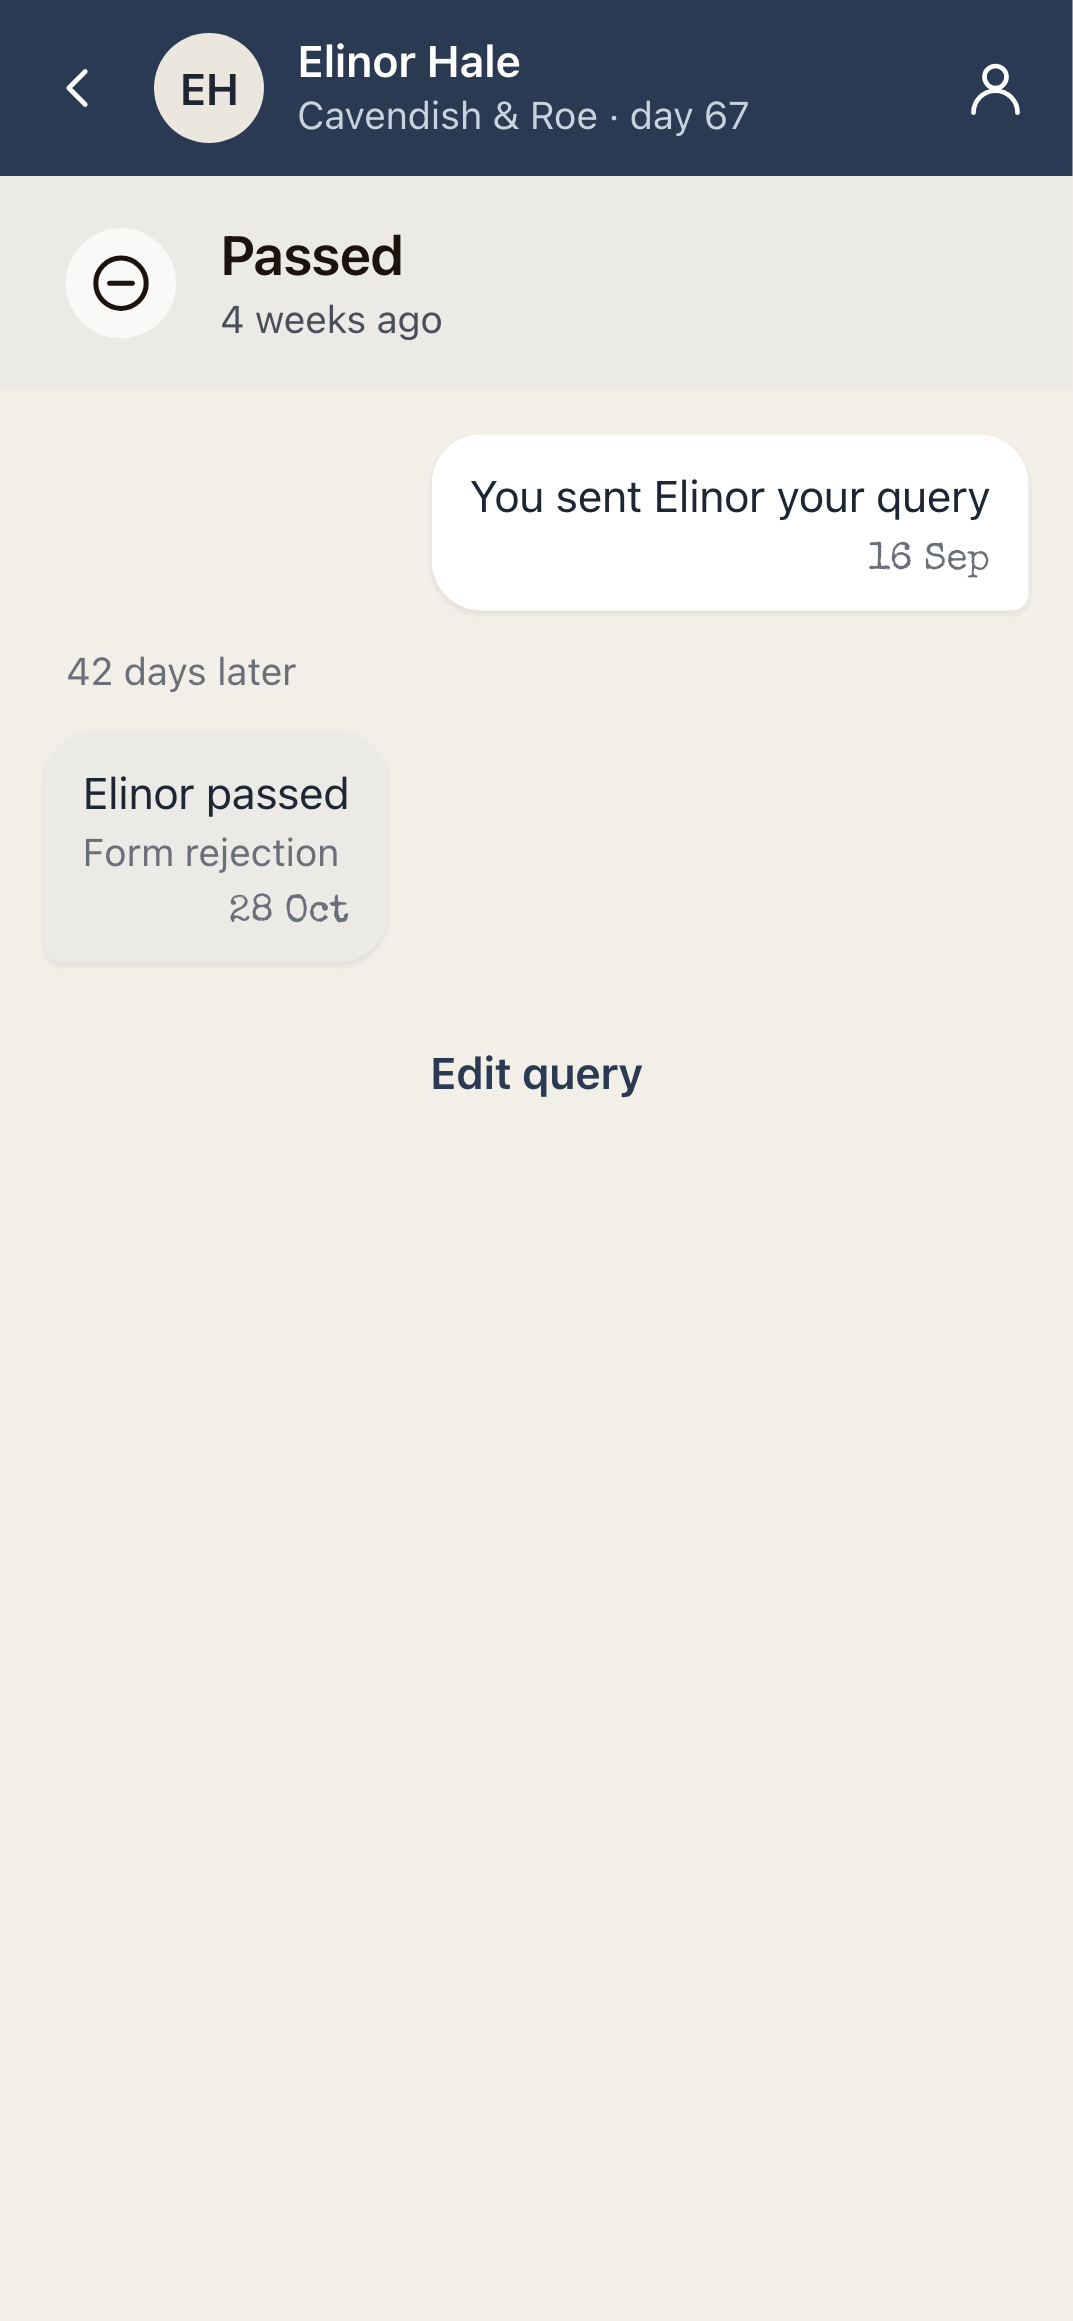 EH
Elinor Hale
Cavendish & Roe · day 67
Passed
4 weeks ago
You sent Elinor your query
16 Sep
42 days later
Elinor passed
Form rejection
28 Oct
Edit query